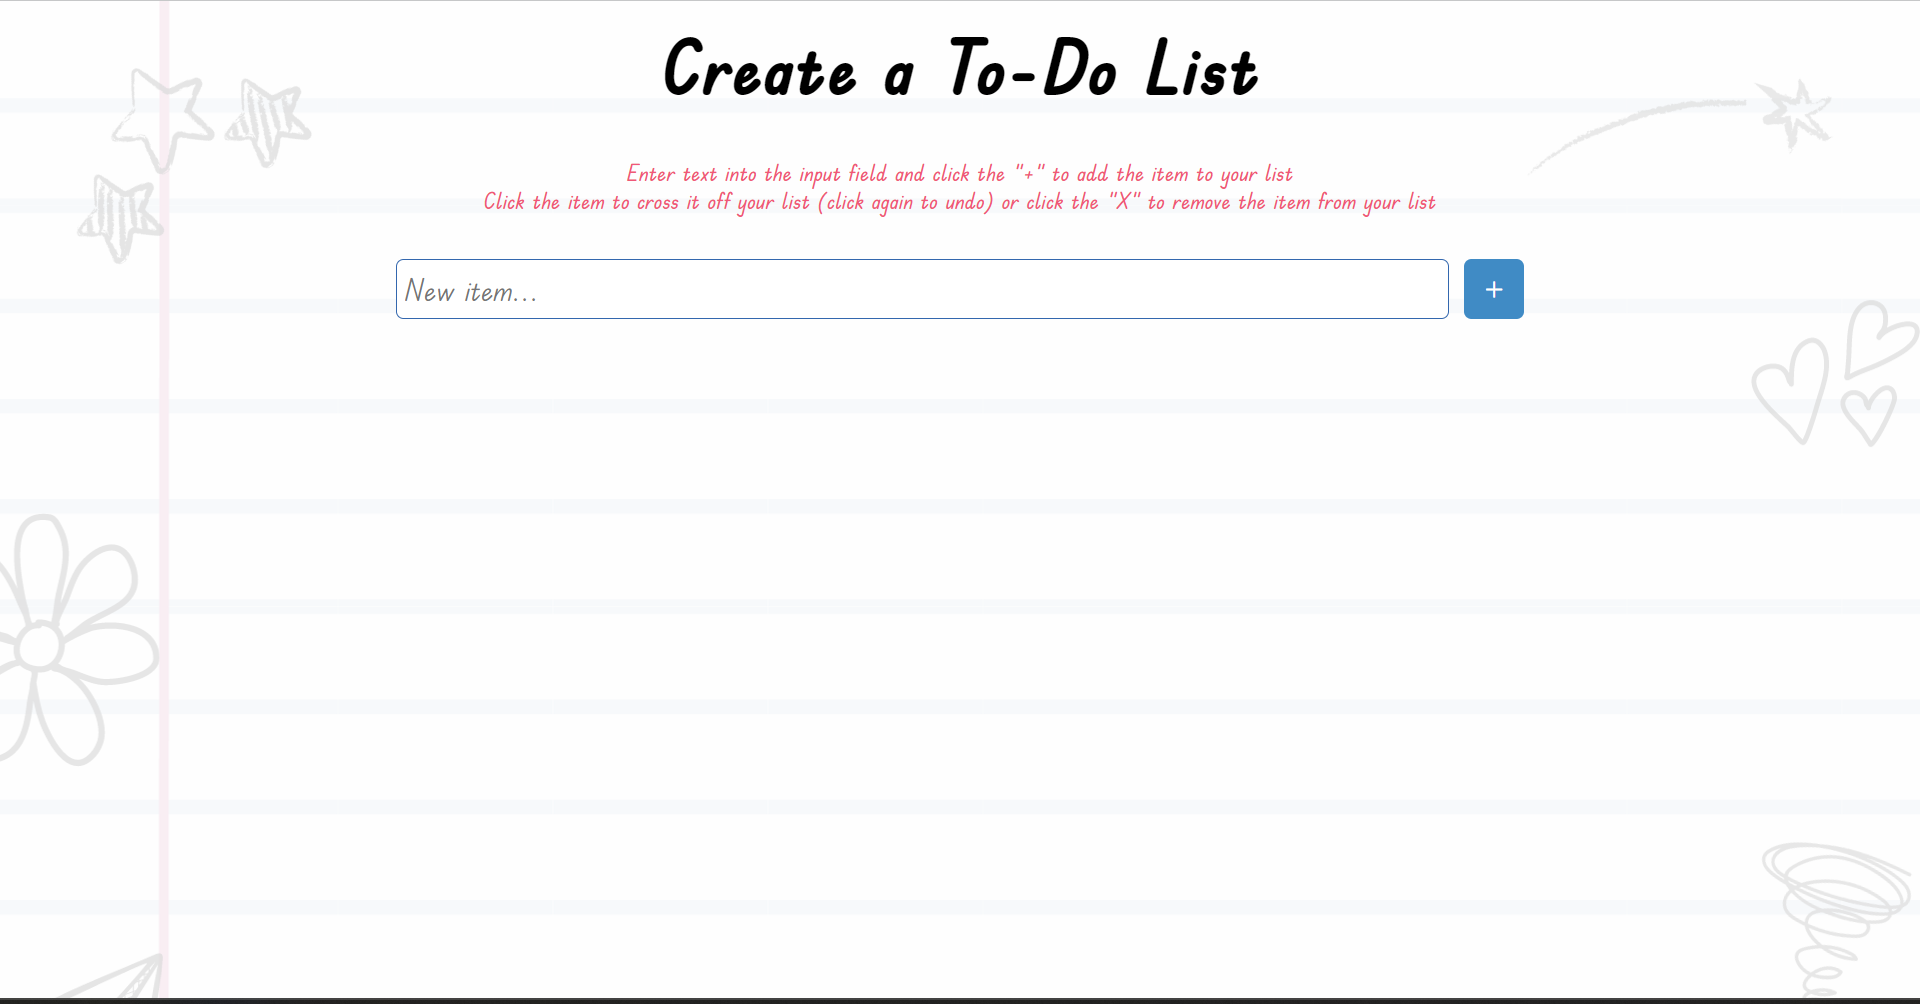 Create a To-Do List
Enter text into the input field and click the "+" to add the item to your list
Click the item to cross it off your list (click again to undo) or click the "X" to remove the item from your list
New item...
+